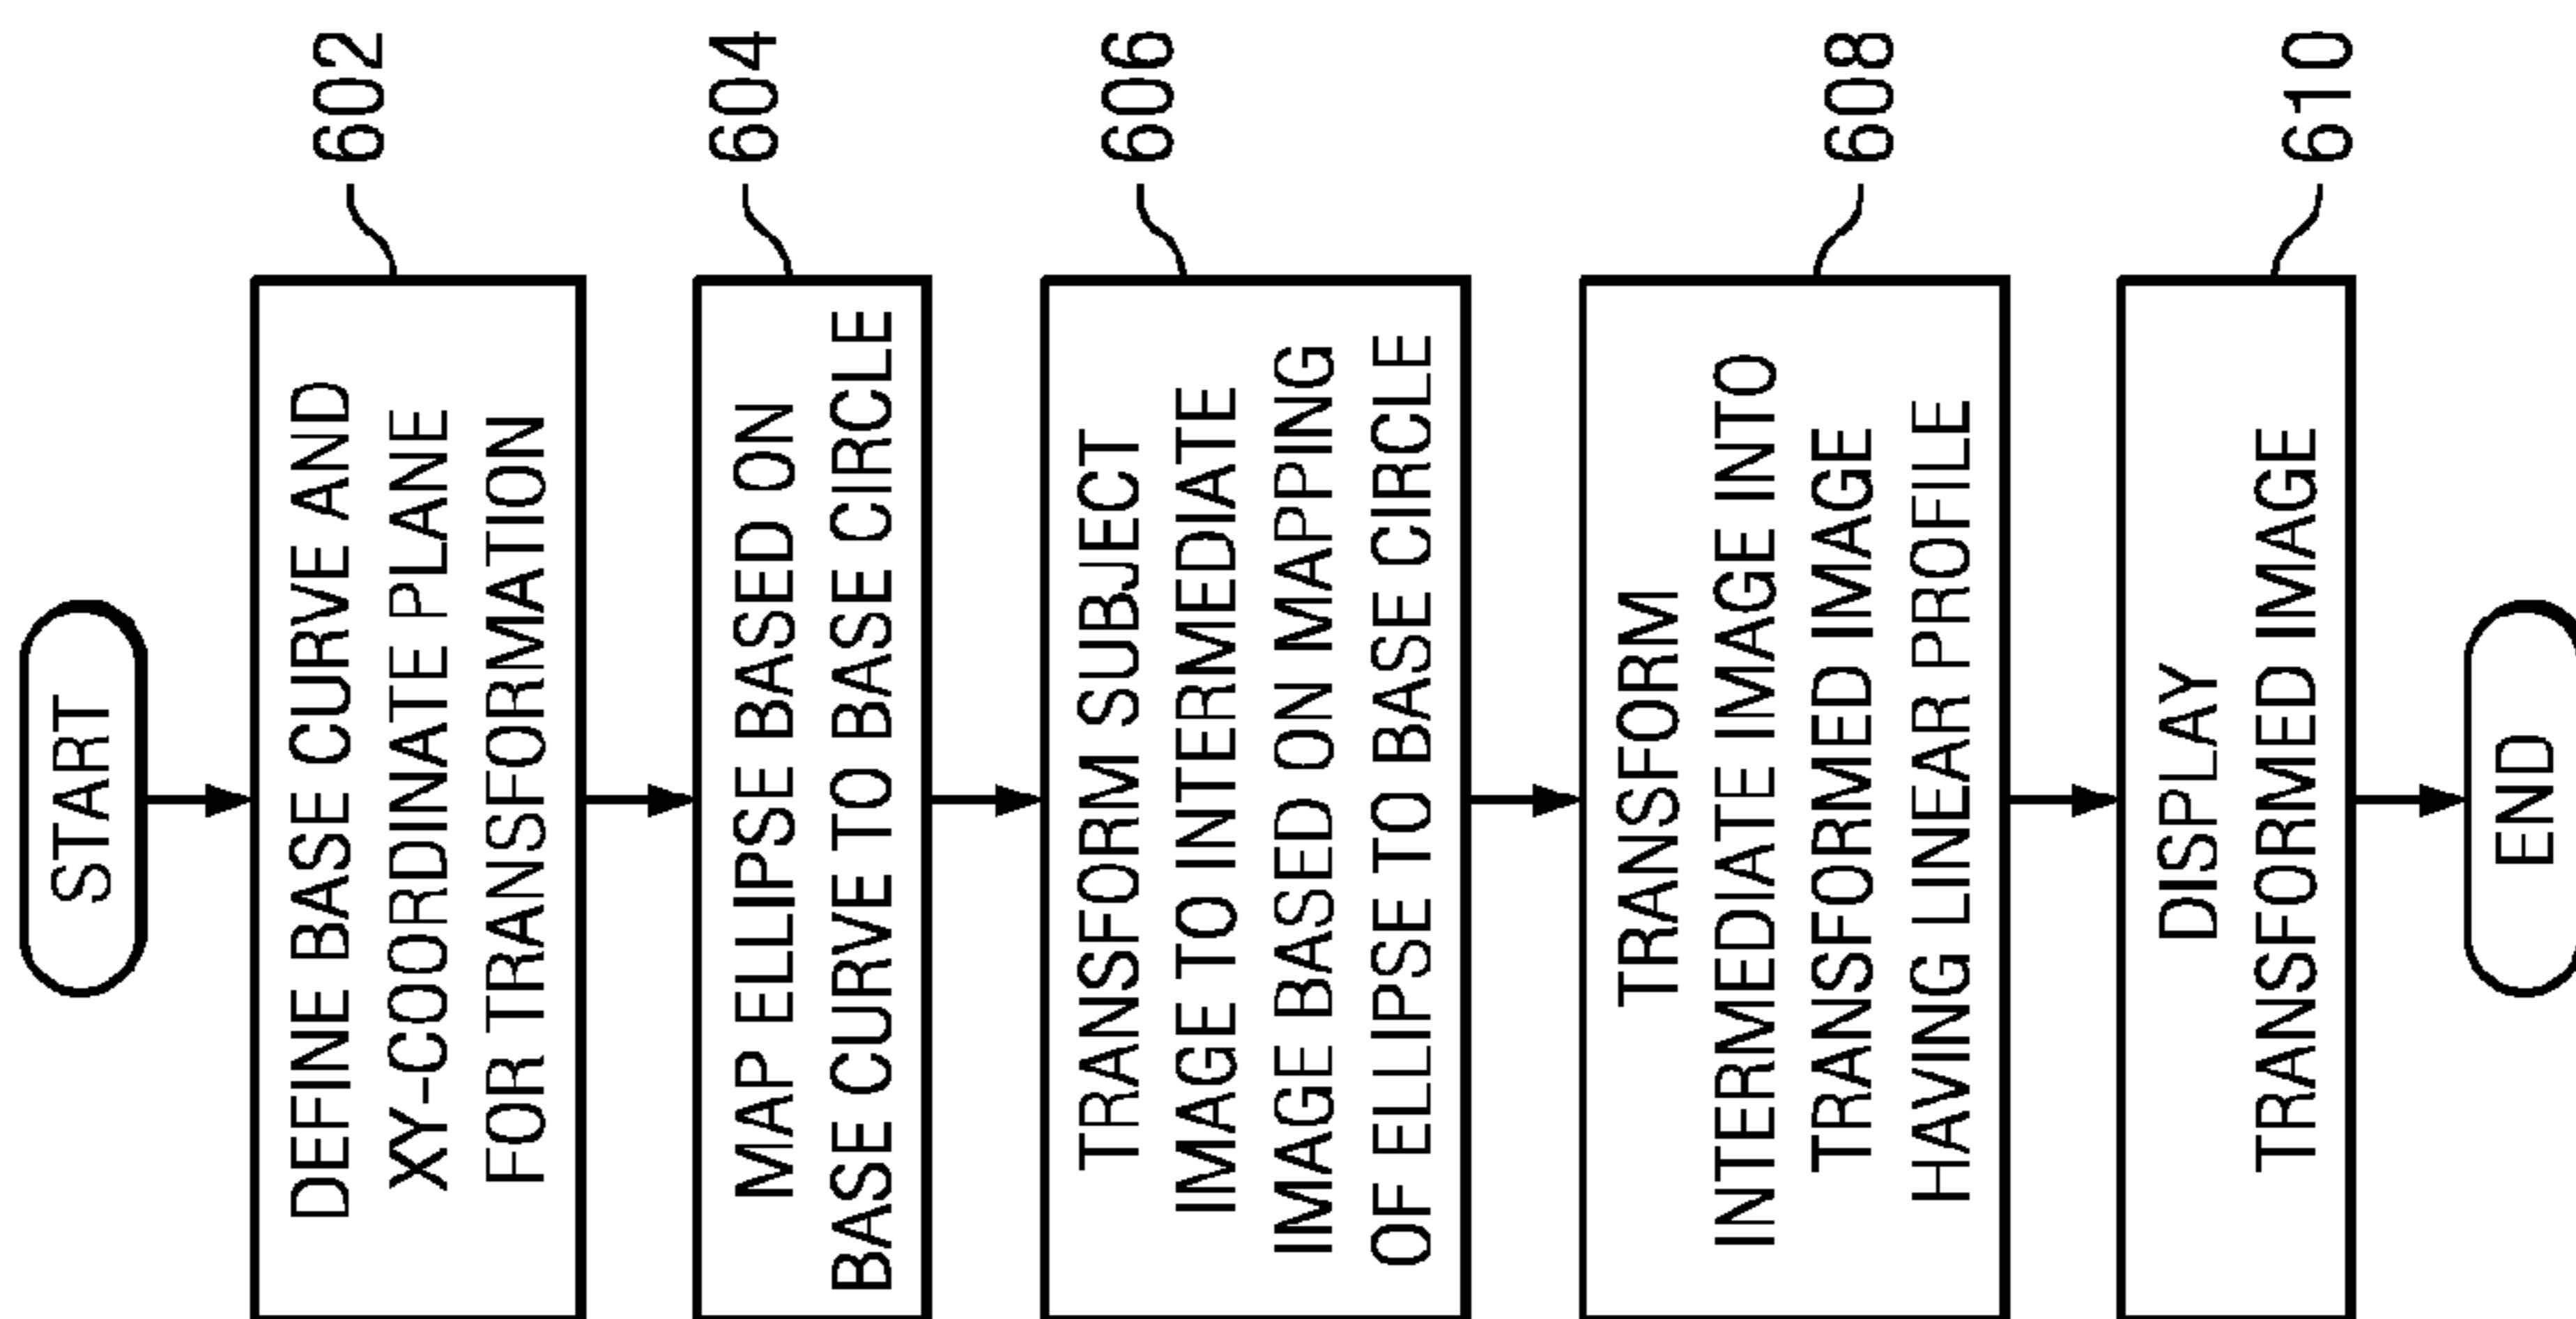 START
DEFINE BASE CURVE AND
XY-COORDINATE PLANE
FOR TRANSFORMATION
602
MAP ELLIPSE BASED ON
BASE CURVE TO BASE CIRCLE
604
TRANSFORM SUBJECT
IMAGE TO INTERMEDIATE
IMAGE BASED ON MAPPING
OF ELLIPSE TO BASE CIRCLE
606
TRANSFORM
INTERMEDIATE IMAGE INTO
TRANSFORMED IMAGE
HAVING LINEAR PROFILE
608
DISPLAY
TRANSFORMED IMAGE
610
END